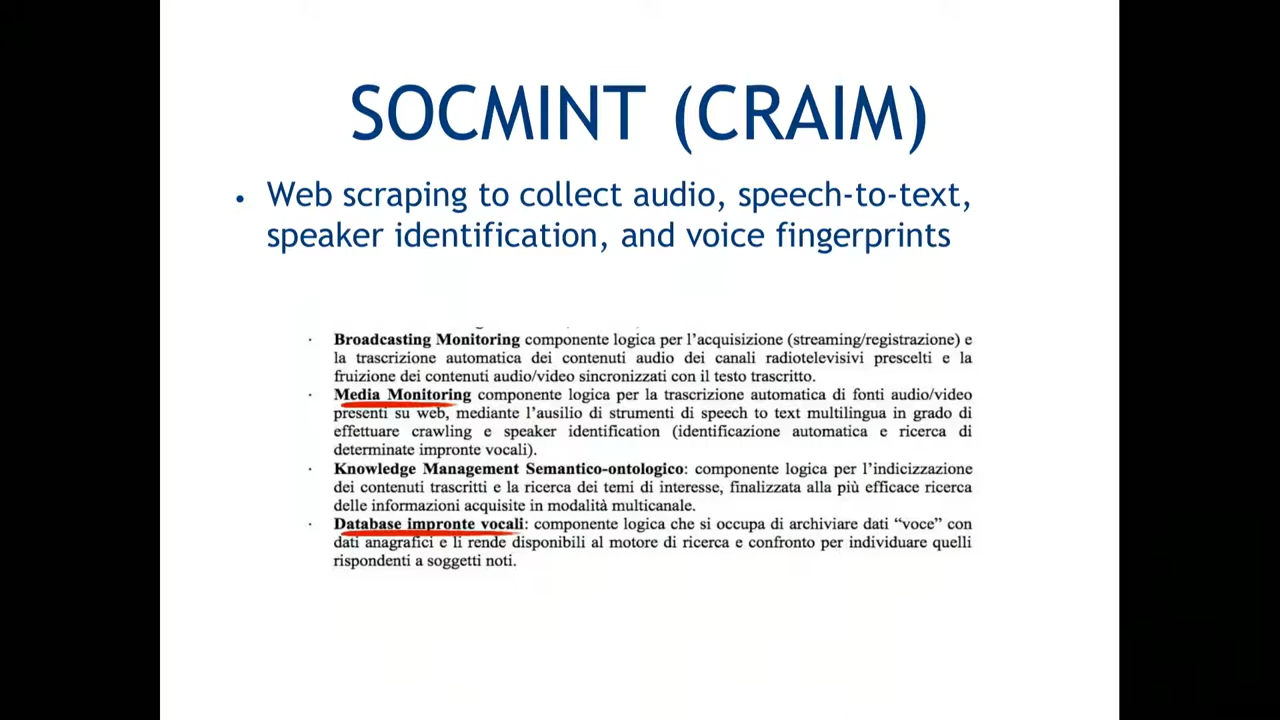 SOCMINT (CRAIM)
• Web scraping to collect audio, speech-to-text,
speaker identification, and voice fingerprints
· Broadcasting Monitoring componente logica per l'acquisizione (streaming/registrazione) e
la trascrizione automatica dei contenuti audio dei canali radiotelevisivi prescelti e la
fruizione dei contenuti audio/video sincronizzati con il testo trascritto.
· Media Monitoring componente logica per la trascrizione automatica di fonti audio/video
presenti su web, mediante l'ausilio di strumenti di speech to text multilingua in grado di
effettuare crawling e speaker identification (identificazione automatica e ricerca di
determinate impronte vocali).
· Knowledge Management Semantico-ontologico: componente logica per l'indicizzazione
dei contenuti trascritti e la ricerca dei temi di interesse, finalizzata alla più efficace ricerca
delle informazioni acquisite in modalità multicanale.
· Database impronte vocali: componente logica che si occupa di archiviare dati “voce” con
dati anagrafici e li rende disponibili al motore di ricerca e confronto per individuare quelli
rispondenti a soggetti noti.